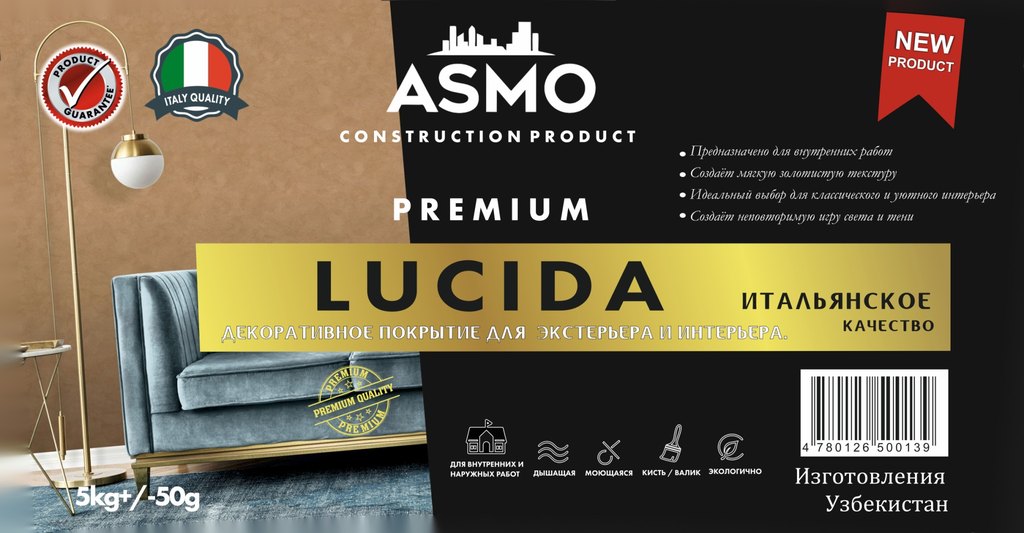 PRODUCT
GUARANTEE
ITALY QUALITY
ASMO
CONSTRUCTION PRODUCT
NEW
PRODUCT
• Предназначено для внутренних работ
• Создаёт мягкую золотистую текстуру
• Идеальный выбор для классического и уютного интерьера
• Создаёт неповторимую игру света и тени
PREMIUM
LUCIDA
ДЕКОРАТИВНОЕ ПОКРЫТИЕ ДЛЯ ЭКСТЕРЬЕРА И ИНТЕРЬЕРА.
ИТАЛЬЯНСКОЕ
КАЧЕСТВО
PREMIUM
PREMIUM QUALITY
PREMIUM
ДЛЯ ВНУТРЕННИХ И
НАРУЖНЫХ РАБОТ
ДЫШАЩАЯ
МОЮЩАЯСЯ
КИСТЬ / ВАЛИК
ЭКОЛОГИЧНО
4 780126 500139
Изготовления
Узбекистан
5kg+/-50g